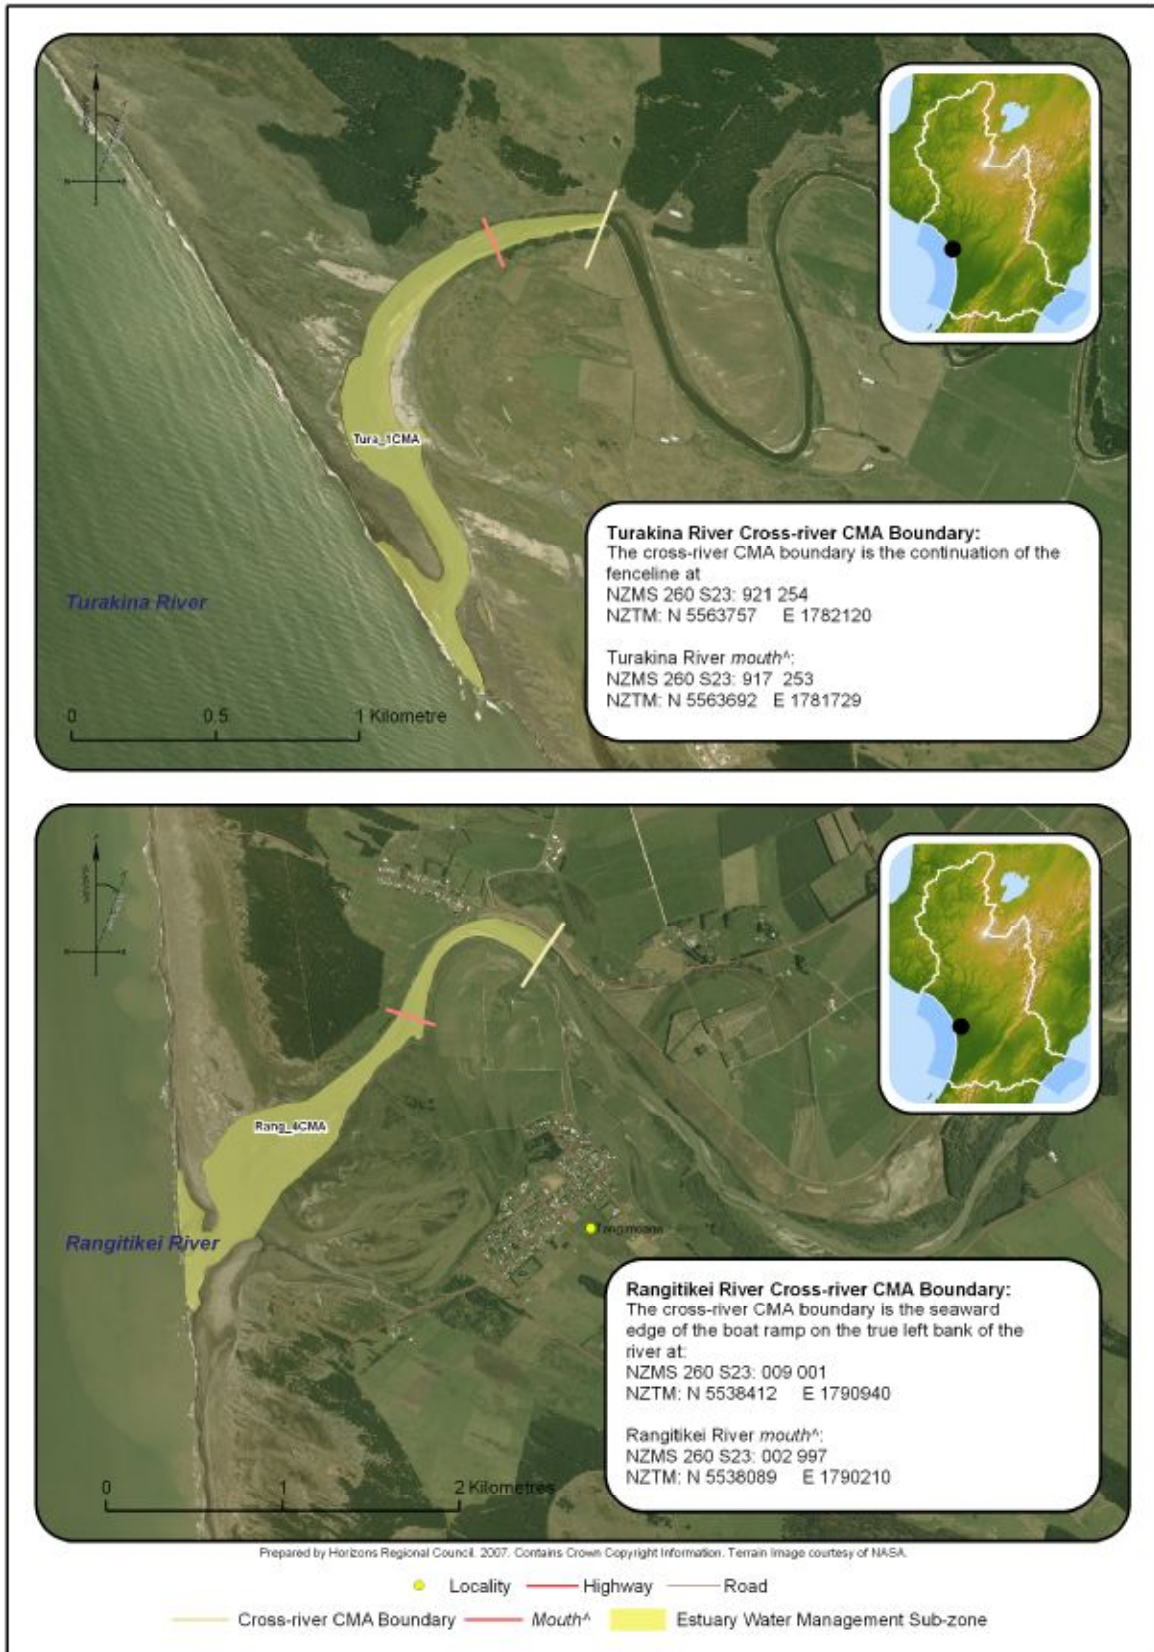 Tura_1CMA
Turakina River
0 0.5 1 Kilometre
Turakina River Cross-river CMA Boundary:
The cross-river CMA boundary is the continuation of the
fenceline at
NZMS 260 S23: 921 254
NZTM: N 5563757 E 1782120
Turakina River mouth^:
NZMS 260 S23: 917 253
NZTM: N 5563692 E 1781729
Rang_4CMA
Rangitikei River
Tangimoana
0 1 2 Kilometres
Rangitikei River Cross-river CMA Boundary:
The cross-river CMA boundary is the seaward
edge of the boat ramp on the true left bank of the
river at:
NZMS 260 S23: 009 001
NZTM: N 5538412 E 1790940
Rangitikei River mouth^:
NZMS 260 S23: 002 997
NZTM: N 5538089 E 1790210
Prepared by Horizons Regional Council. 2007. Contains Crown Copyright Information. Terrain Image courtesy of NASA.
Locality Highway Road
Cross-river CMA Boundary Mouth^ Estuary Water Management Sub-zone